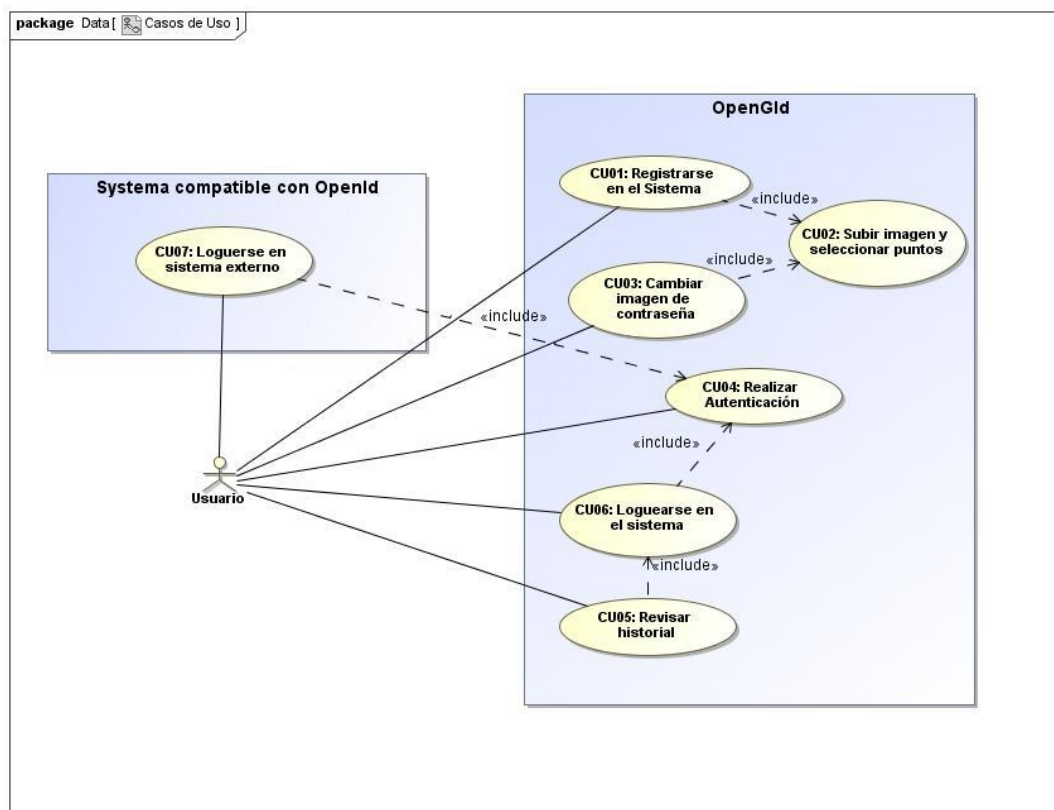 package Data[ Casos de Uso ]
OpenGId
Systema compatible con OpenId
CU01: Registrarse
en el Sistema
«include»
CU02: Subir imagen y
seleccionar puntos
CU07: Loguerse en
sistema externo
«include»
CU03: Cambiar
imagen de
contraseña
«include»
CU04: Realizar
Autenticación
«include»
Usuario
CU06: Loguearse en
el sistema
«include»
CU05: Revisar
historial